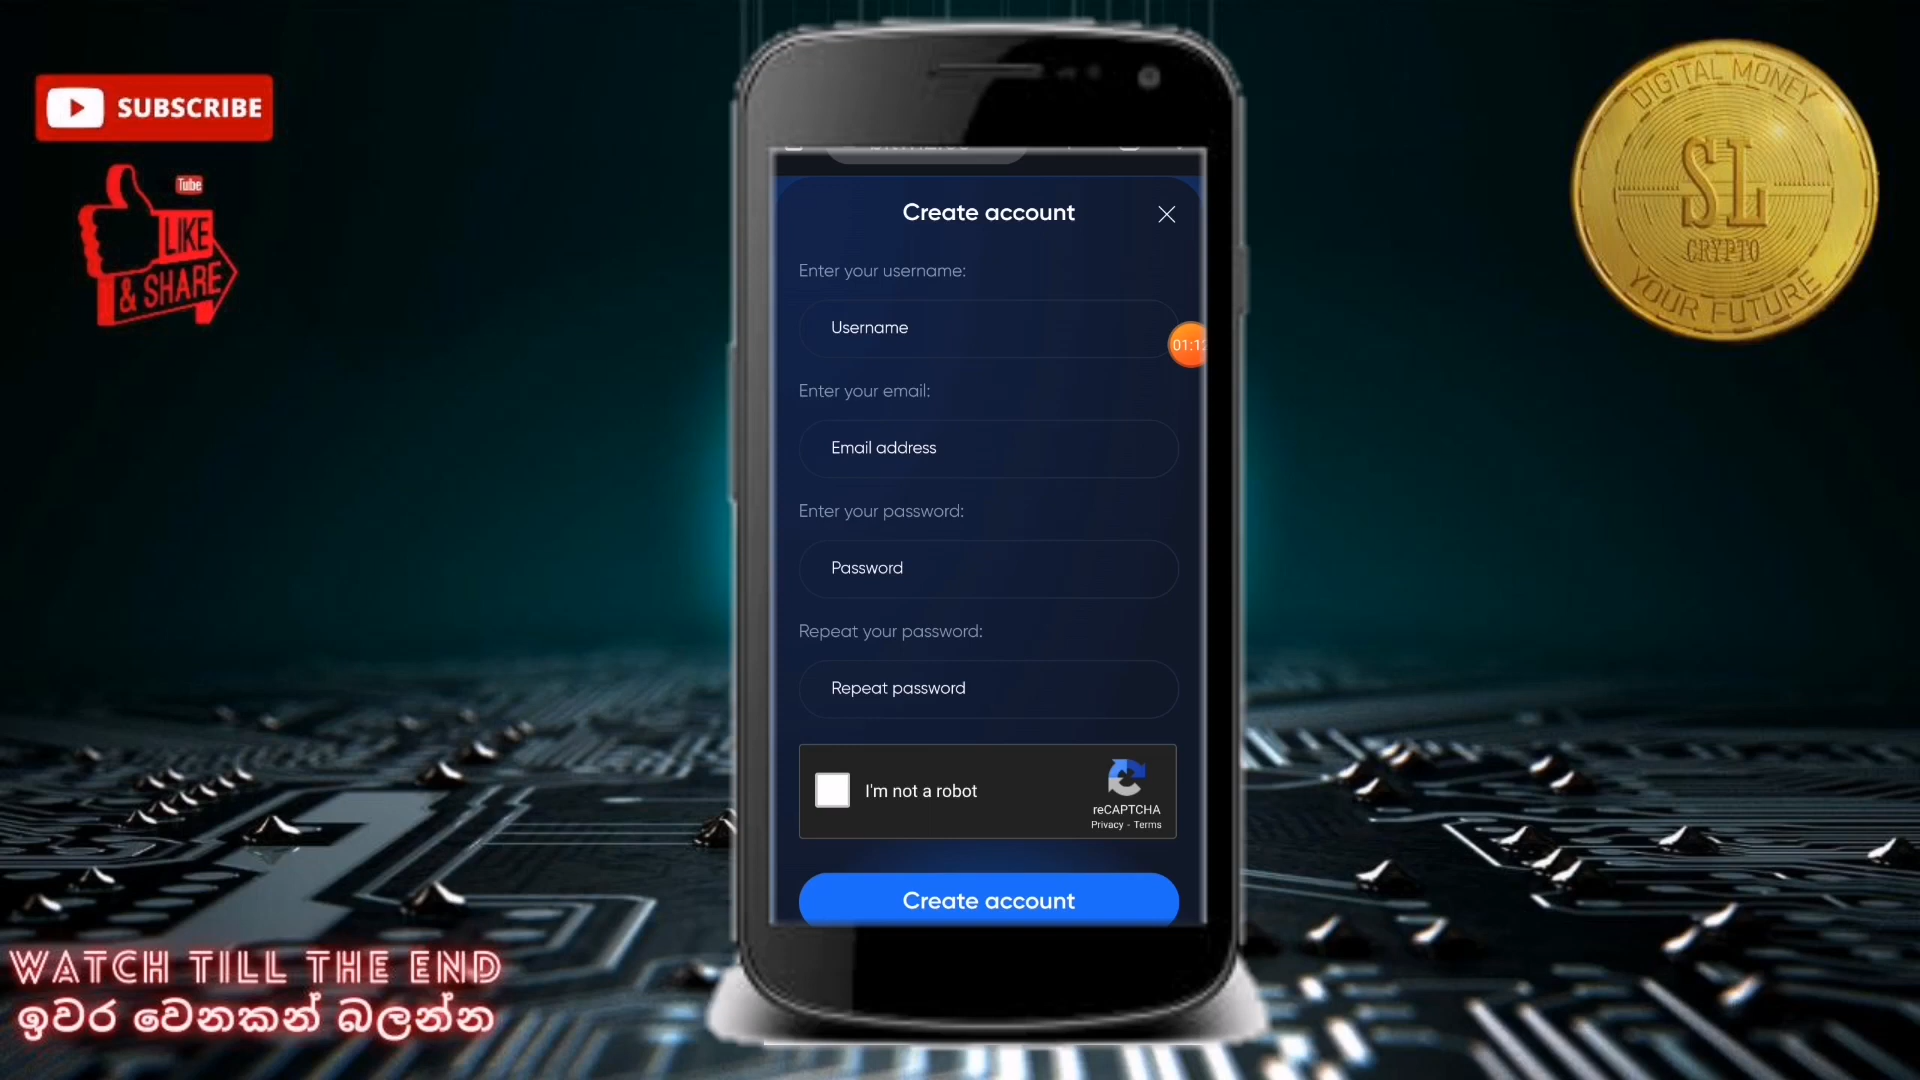 SUBSCRIBE
Tube
LIKE
& SHARE
DIGITAL MONEY
SL
CRYPTO
YOUR FUTURE
Create account
Enter your username:
Username
01:12
Enter your email:
Email address
Enter your password:
Password
Repeat your password:
Repeat password
I'm not a robot
reCAPTCHA
Privacy - Terms
Create account
WATCH TILL THE END
ඉවර වෙනකන් බලන්න